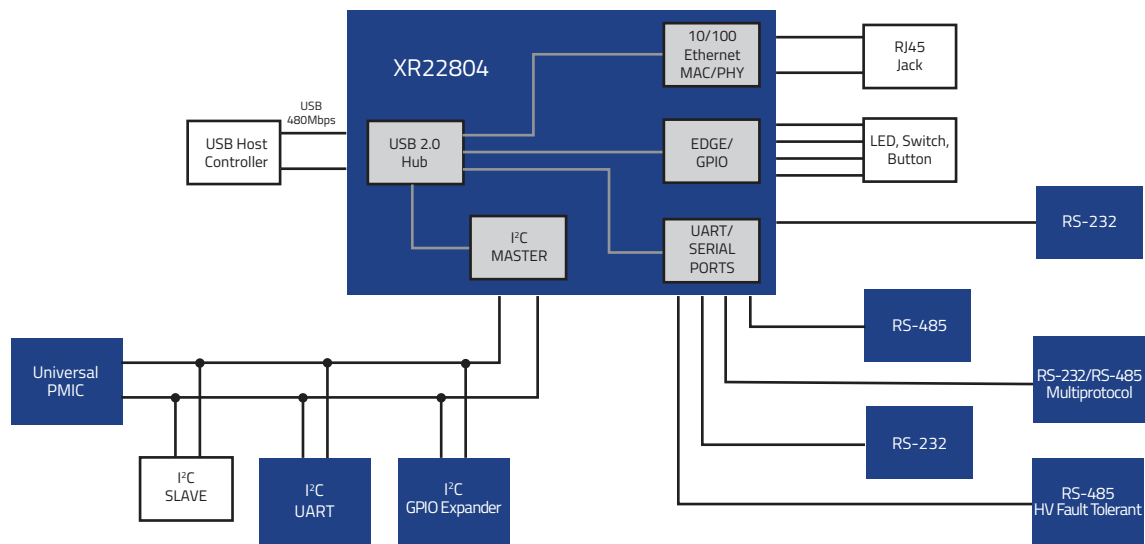 XR22804
10/100
Ethernet
MAC/PHY
RJ45
Jack
USB
480Mbps
USB Host
Controller
USB 2.0
Hub
EDGE/
GPIO
LED, Switch,
Button
I²C
MASTER
UART/
SERIAL
PORTS
RS-232
RS-485
Universal
PMIC
RS-232/RS-485
Multiprotocol
RS-232
I²C
SLAVE
I²C
UART
I²C
GPIO Expander
RS-485
HV Fault Tolerant